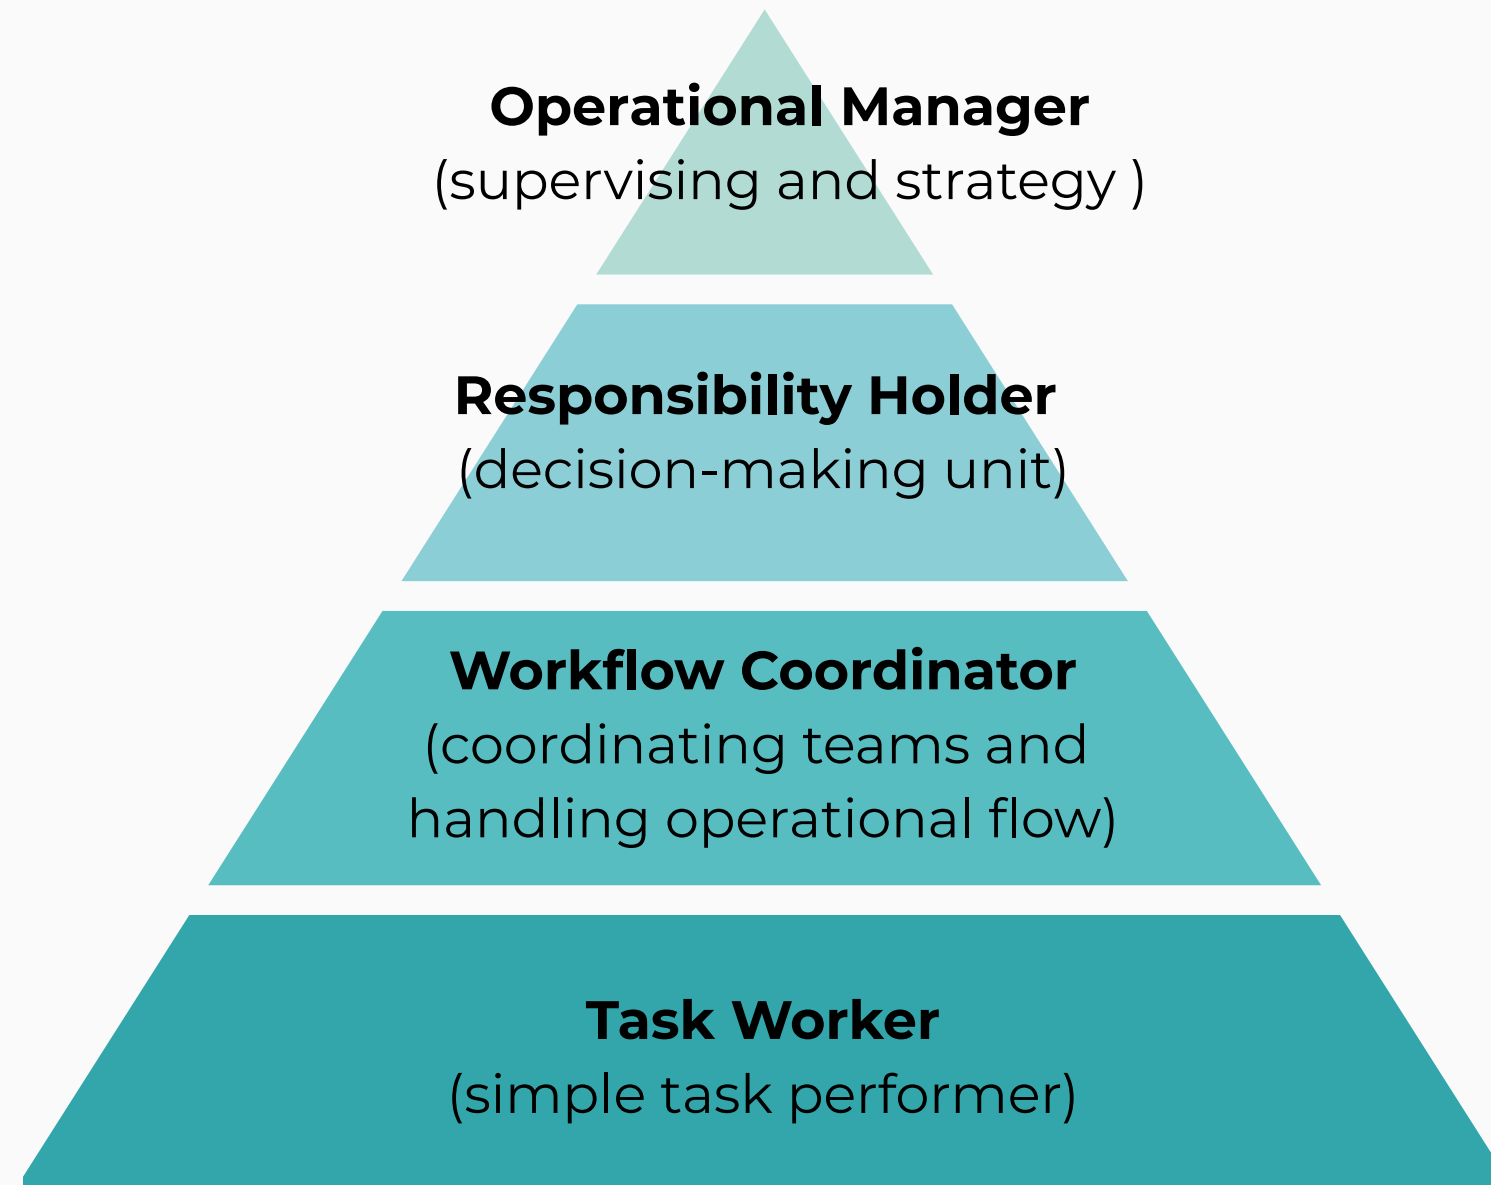 Operational Manager
(supervising and strategy )
Responsibility Holder
(decision-making unit)
Workflow Coordinator
(coordinating teams and
handling operational flow)
Task Worker
(simple task performer)